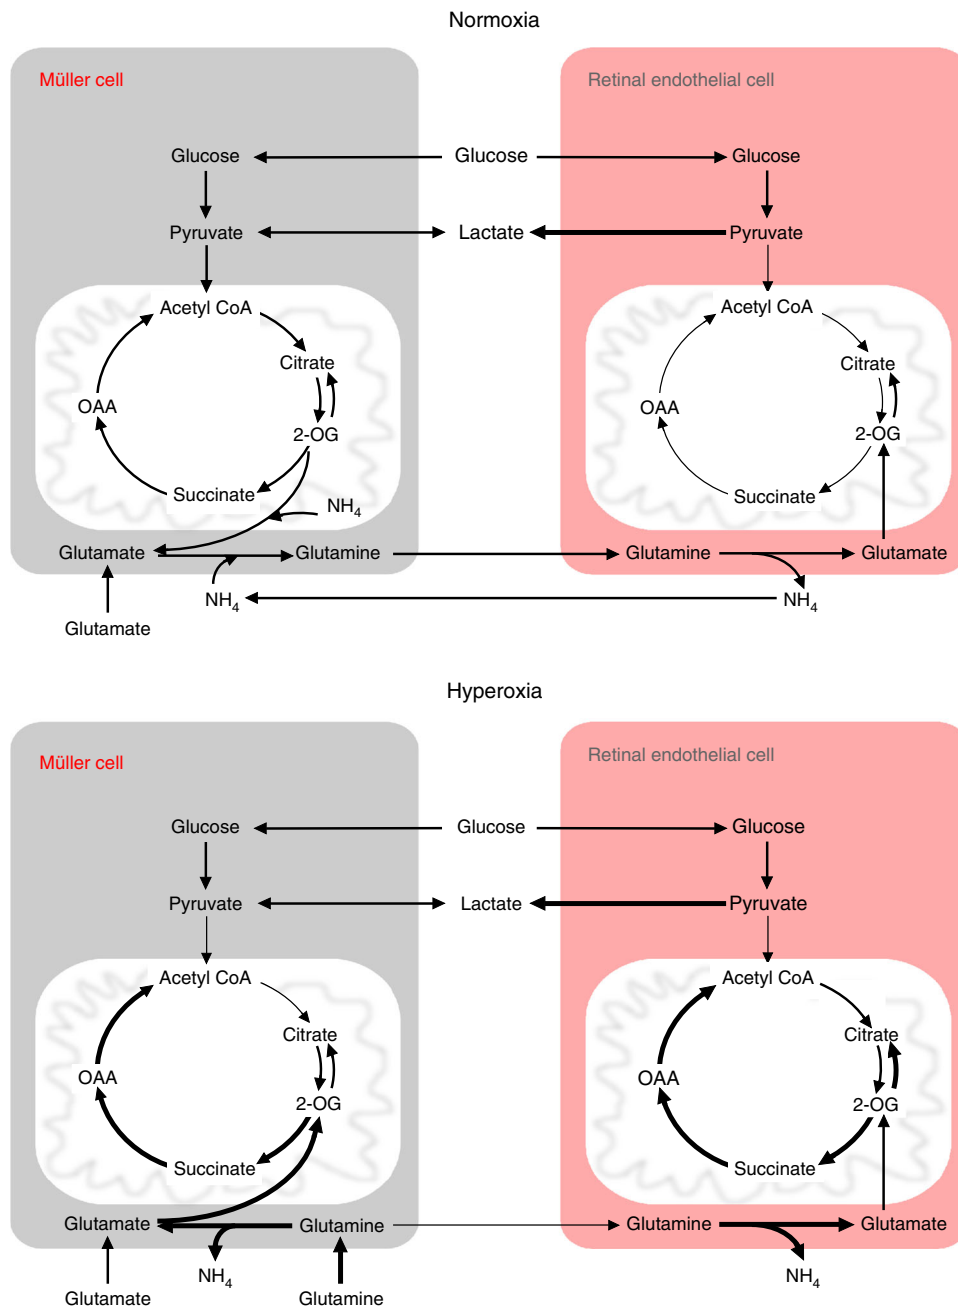 Normoxia
Müller cell
Retinal endothelial cell
Glucose
Glucose
Glucose
Pyruvate
Lactate
Pyruvate
Acetyl CoA
Acetyl CoA
Citrate
Citrate
OAA
OAA
2-OG
2-OG
Succinate
Succinate
NH4
Glutamate
Glutamine
Glutamine
Glutamate
NH4
NH4
Glutamate
Hyperoxia
Müller cell
Retinal endothelial cell
Glucose
Glucose
Glucose
Pyruvate
Lactate
Pyruvate
Acetyl CoA
Acetyl CoA
Citrate
Citrate
OAA
OAA
2-OG
2-OG
Succinate
Succinate
Glutamate
Glutamine
Glutamine
Glutamate
NH4
NH4
Glutamate
Glutamine